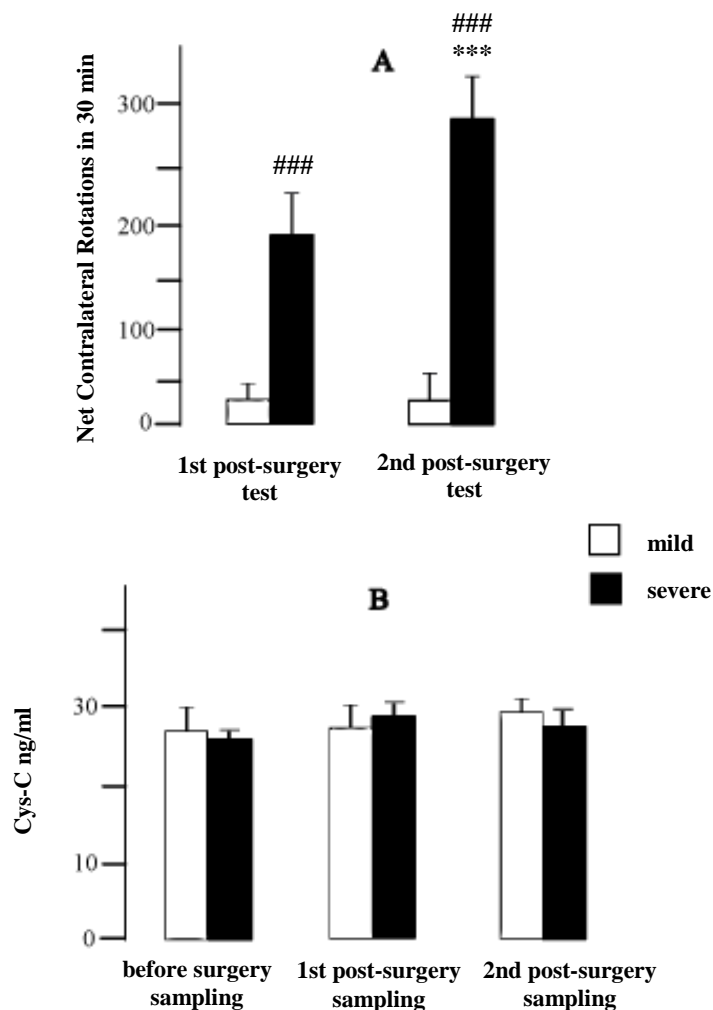 ###
***
A
###
Net Contralateral Rotations in 30 min
300
200
100
0
1st post-surgery
test
2nd post-surgery
test
mild
severe
B
Cys-C ng/ml
30
10
0
before surgery
sampling
1st post-surgery
sampling
2nd post-surgery
sampling